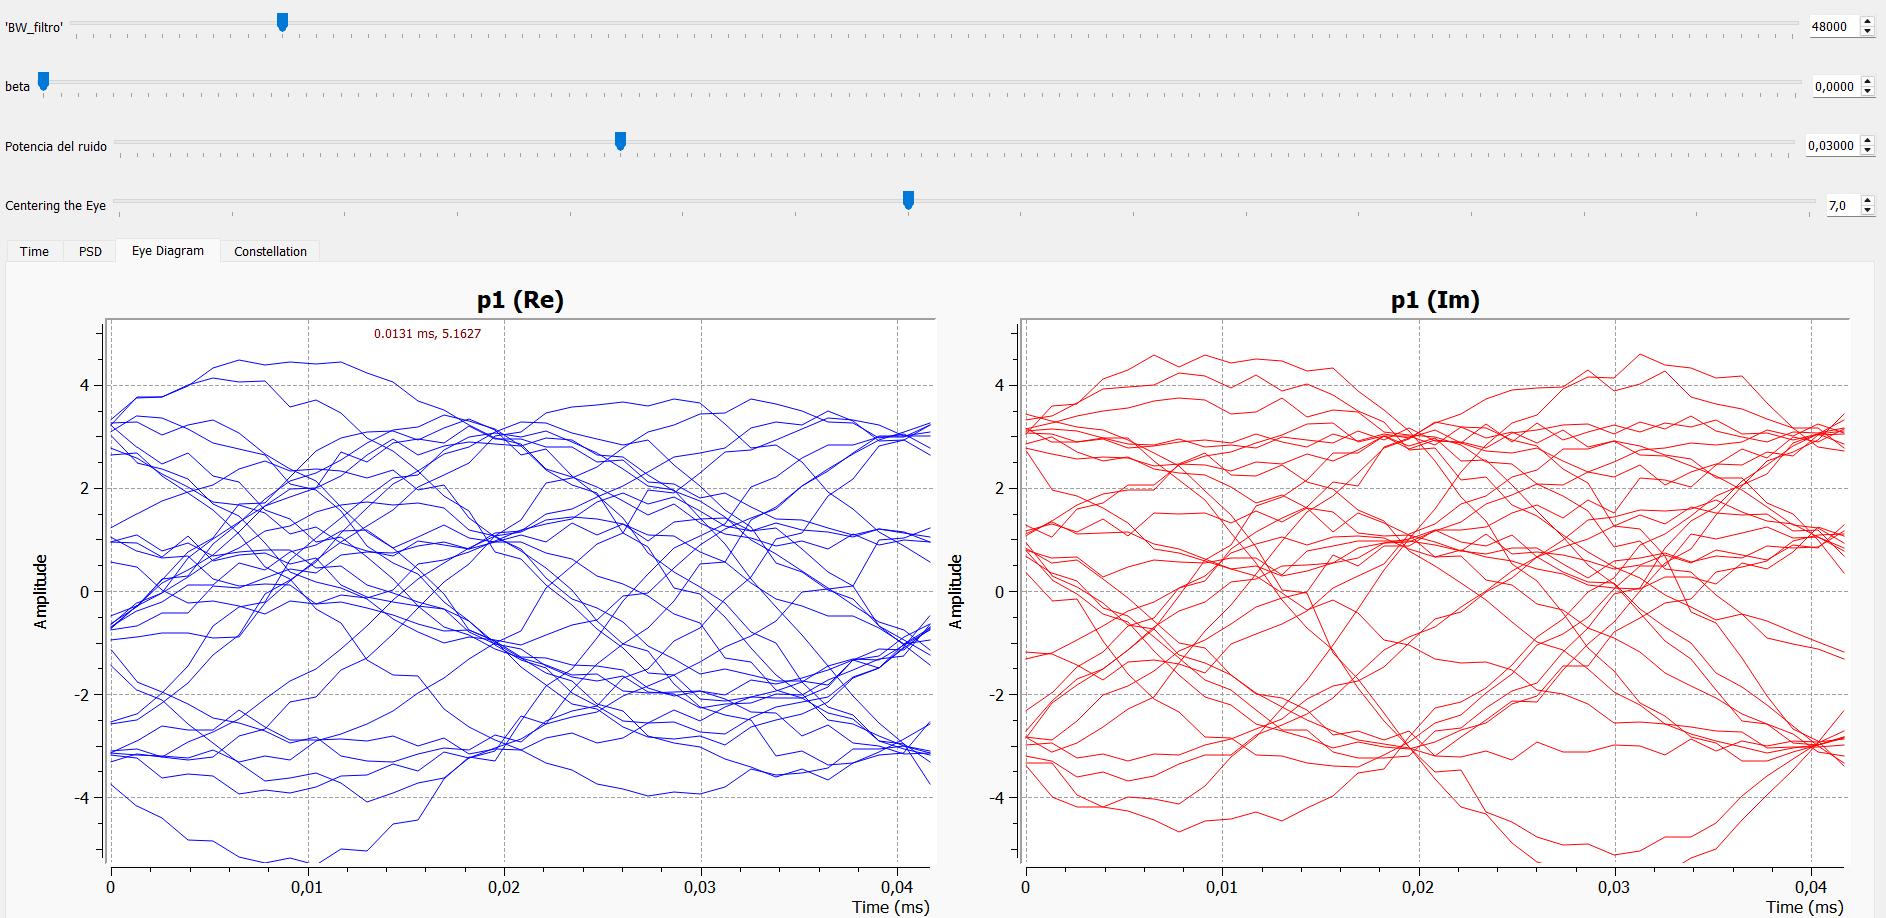 'BW_filtro' 48000
beta 0,0000
Potencia del ruido 0,03000
Centering the Eye 7,0
Time PSD Eye Diagram Constellation
p1 (Re) p1 (Im)
0.0131 ms, 5.1627
4 4
2 2
0 0
-2 -2
-4 -4
Amplitude Amplitude
0 0,01 0,02 0,03 0,04 0 0,01 0,02 0,03 0,04
Time (ms) Time (ms)